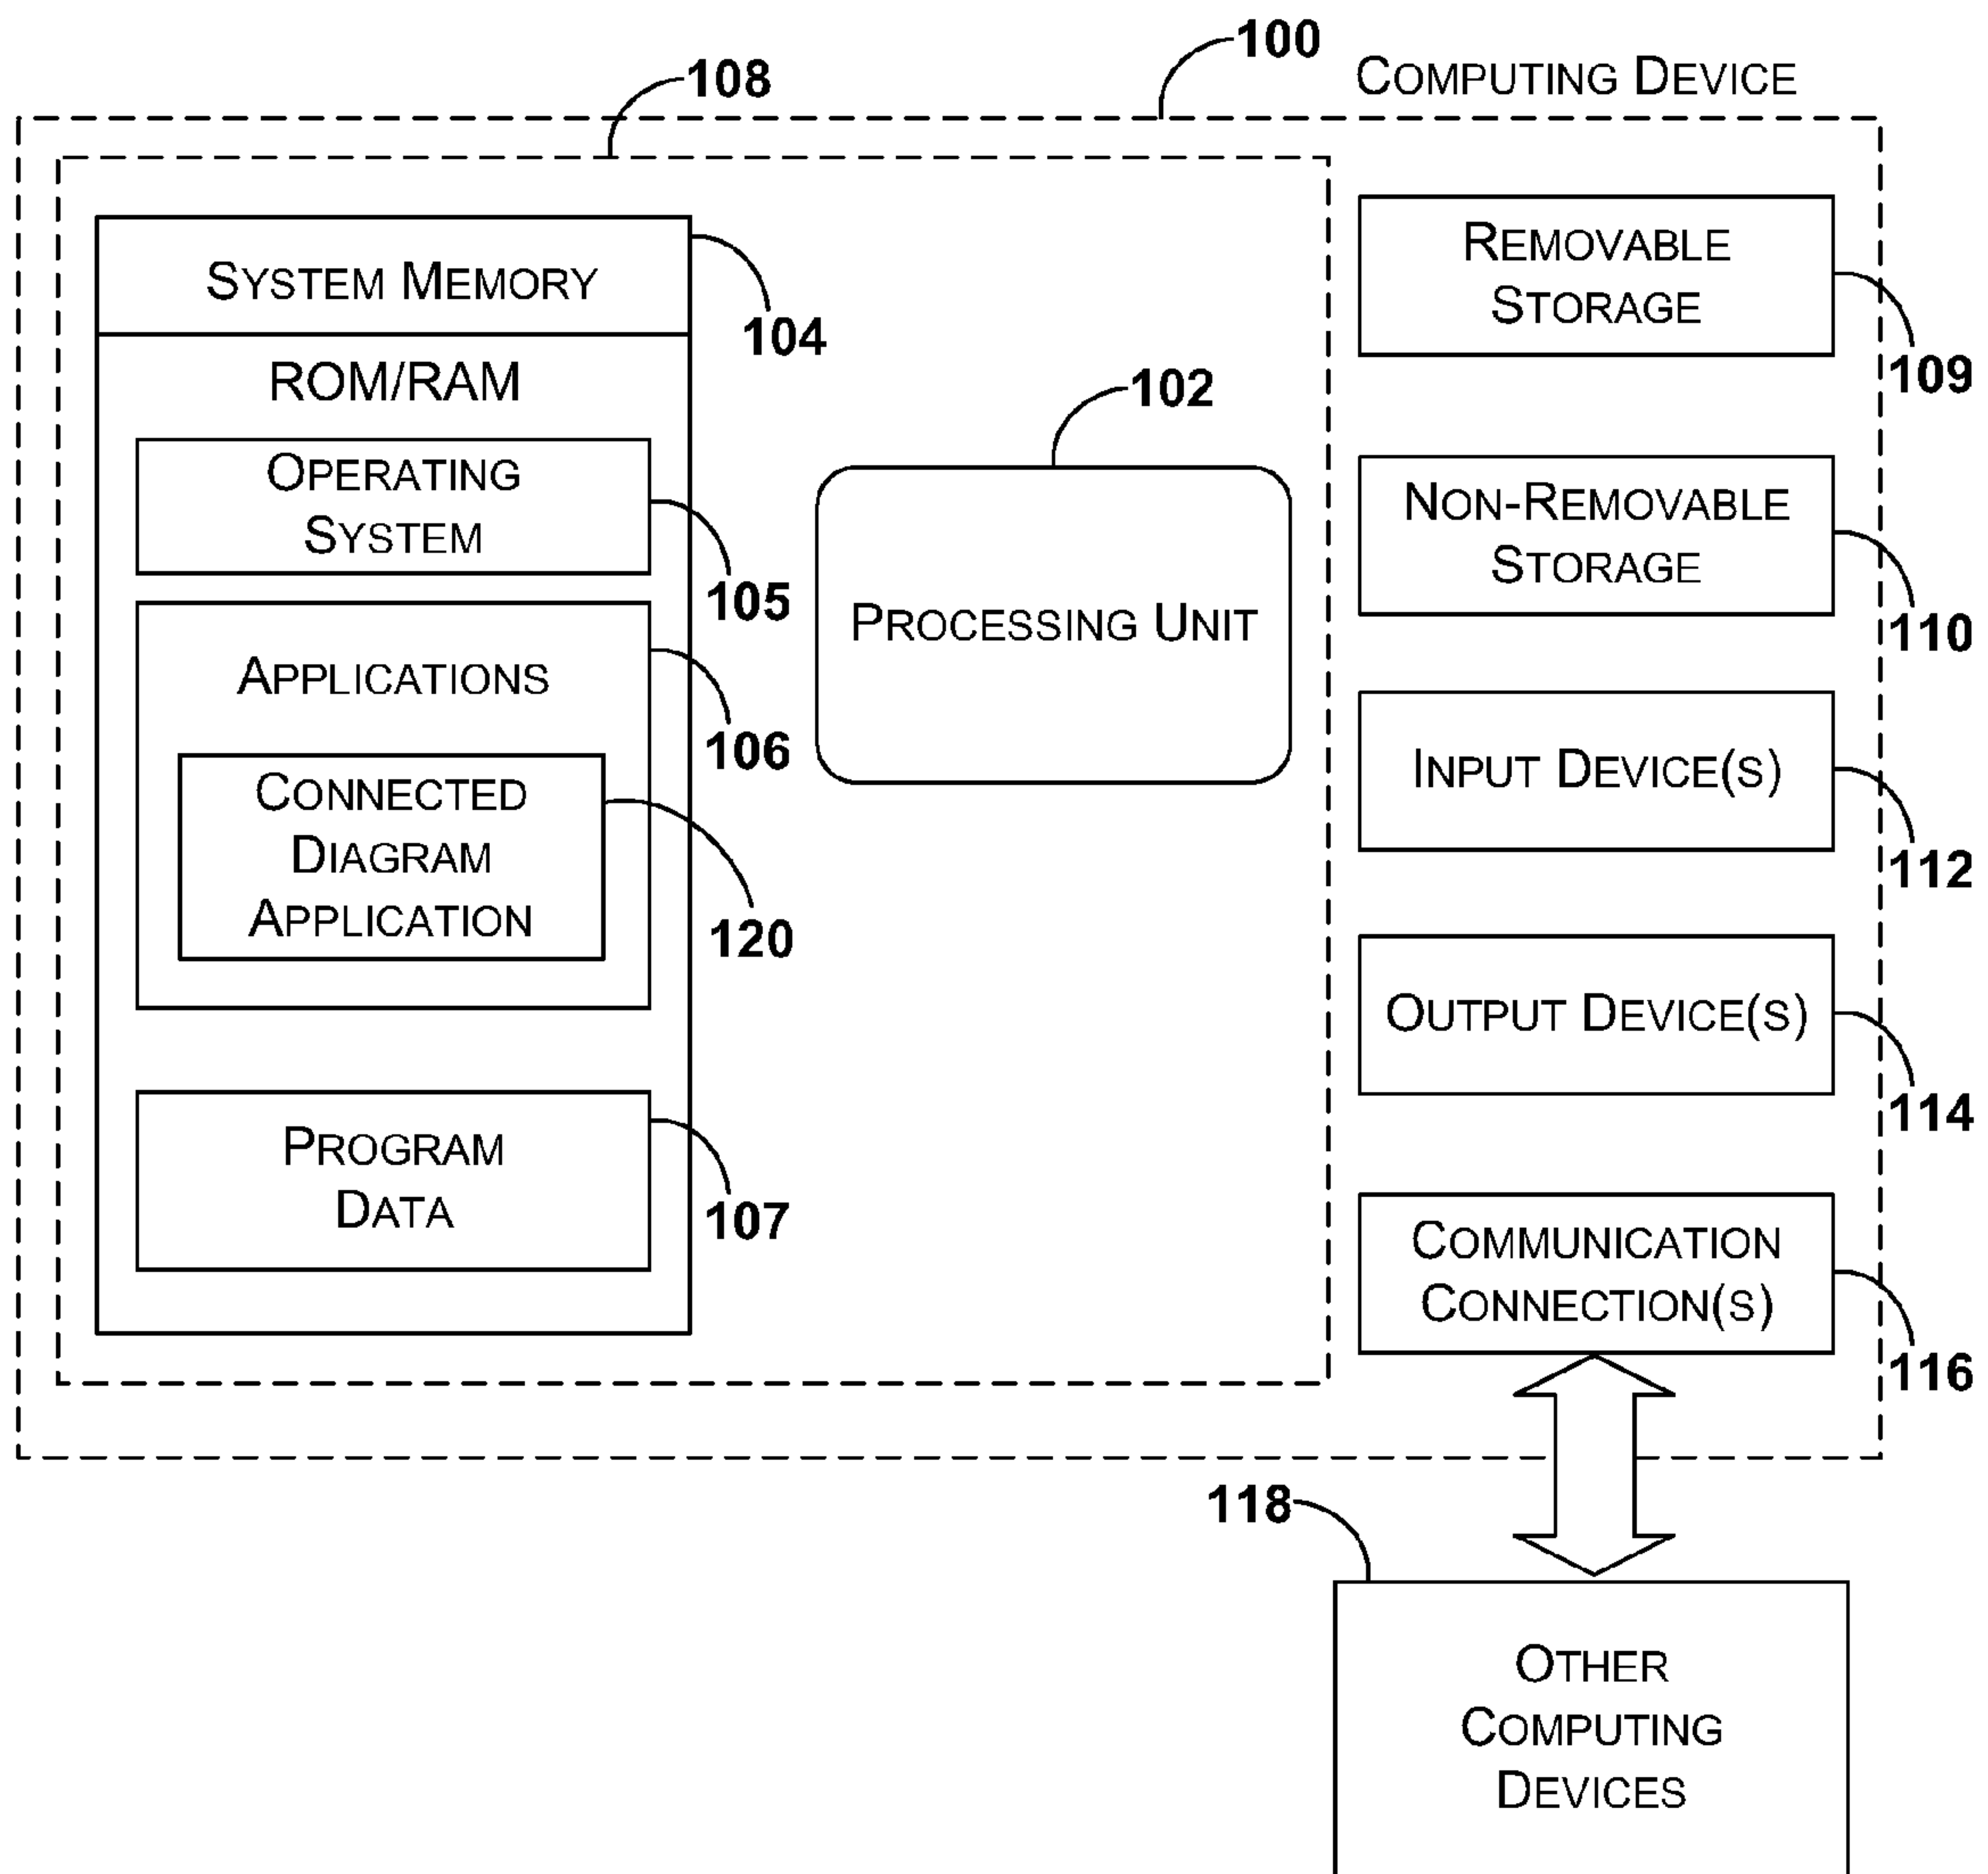 100
COMPUTING DEVICE
108
SYSTEM MEMORY
104
ROM/RAM
OPERATING
SYSTEM
105
APPLICATIONS
106
CONNECTED
DIAGRAM
APPLICATION
120
PROGRAM
DATA
107
102
PROCESSING UNIT
REMOVABLE
STORAGE
109
NON-REMOVABLE
STORAGE
110
INPUT DEVICE(S)
112
OUTPUT DEVICE(S)
114
COMMUNICATION
CONNECTION(S)
116
118
OTHER
COMPUTING
DEVICES